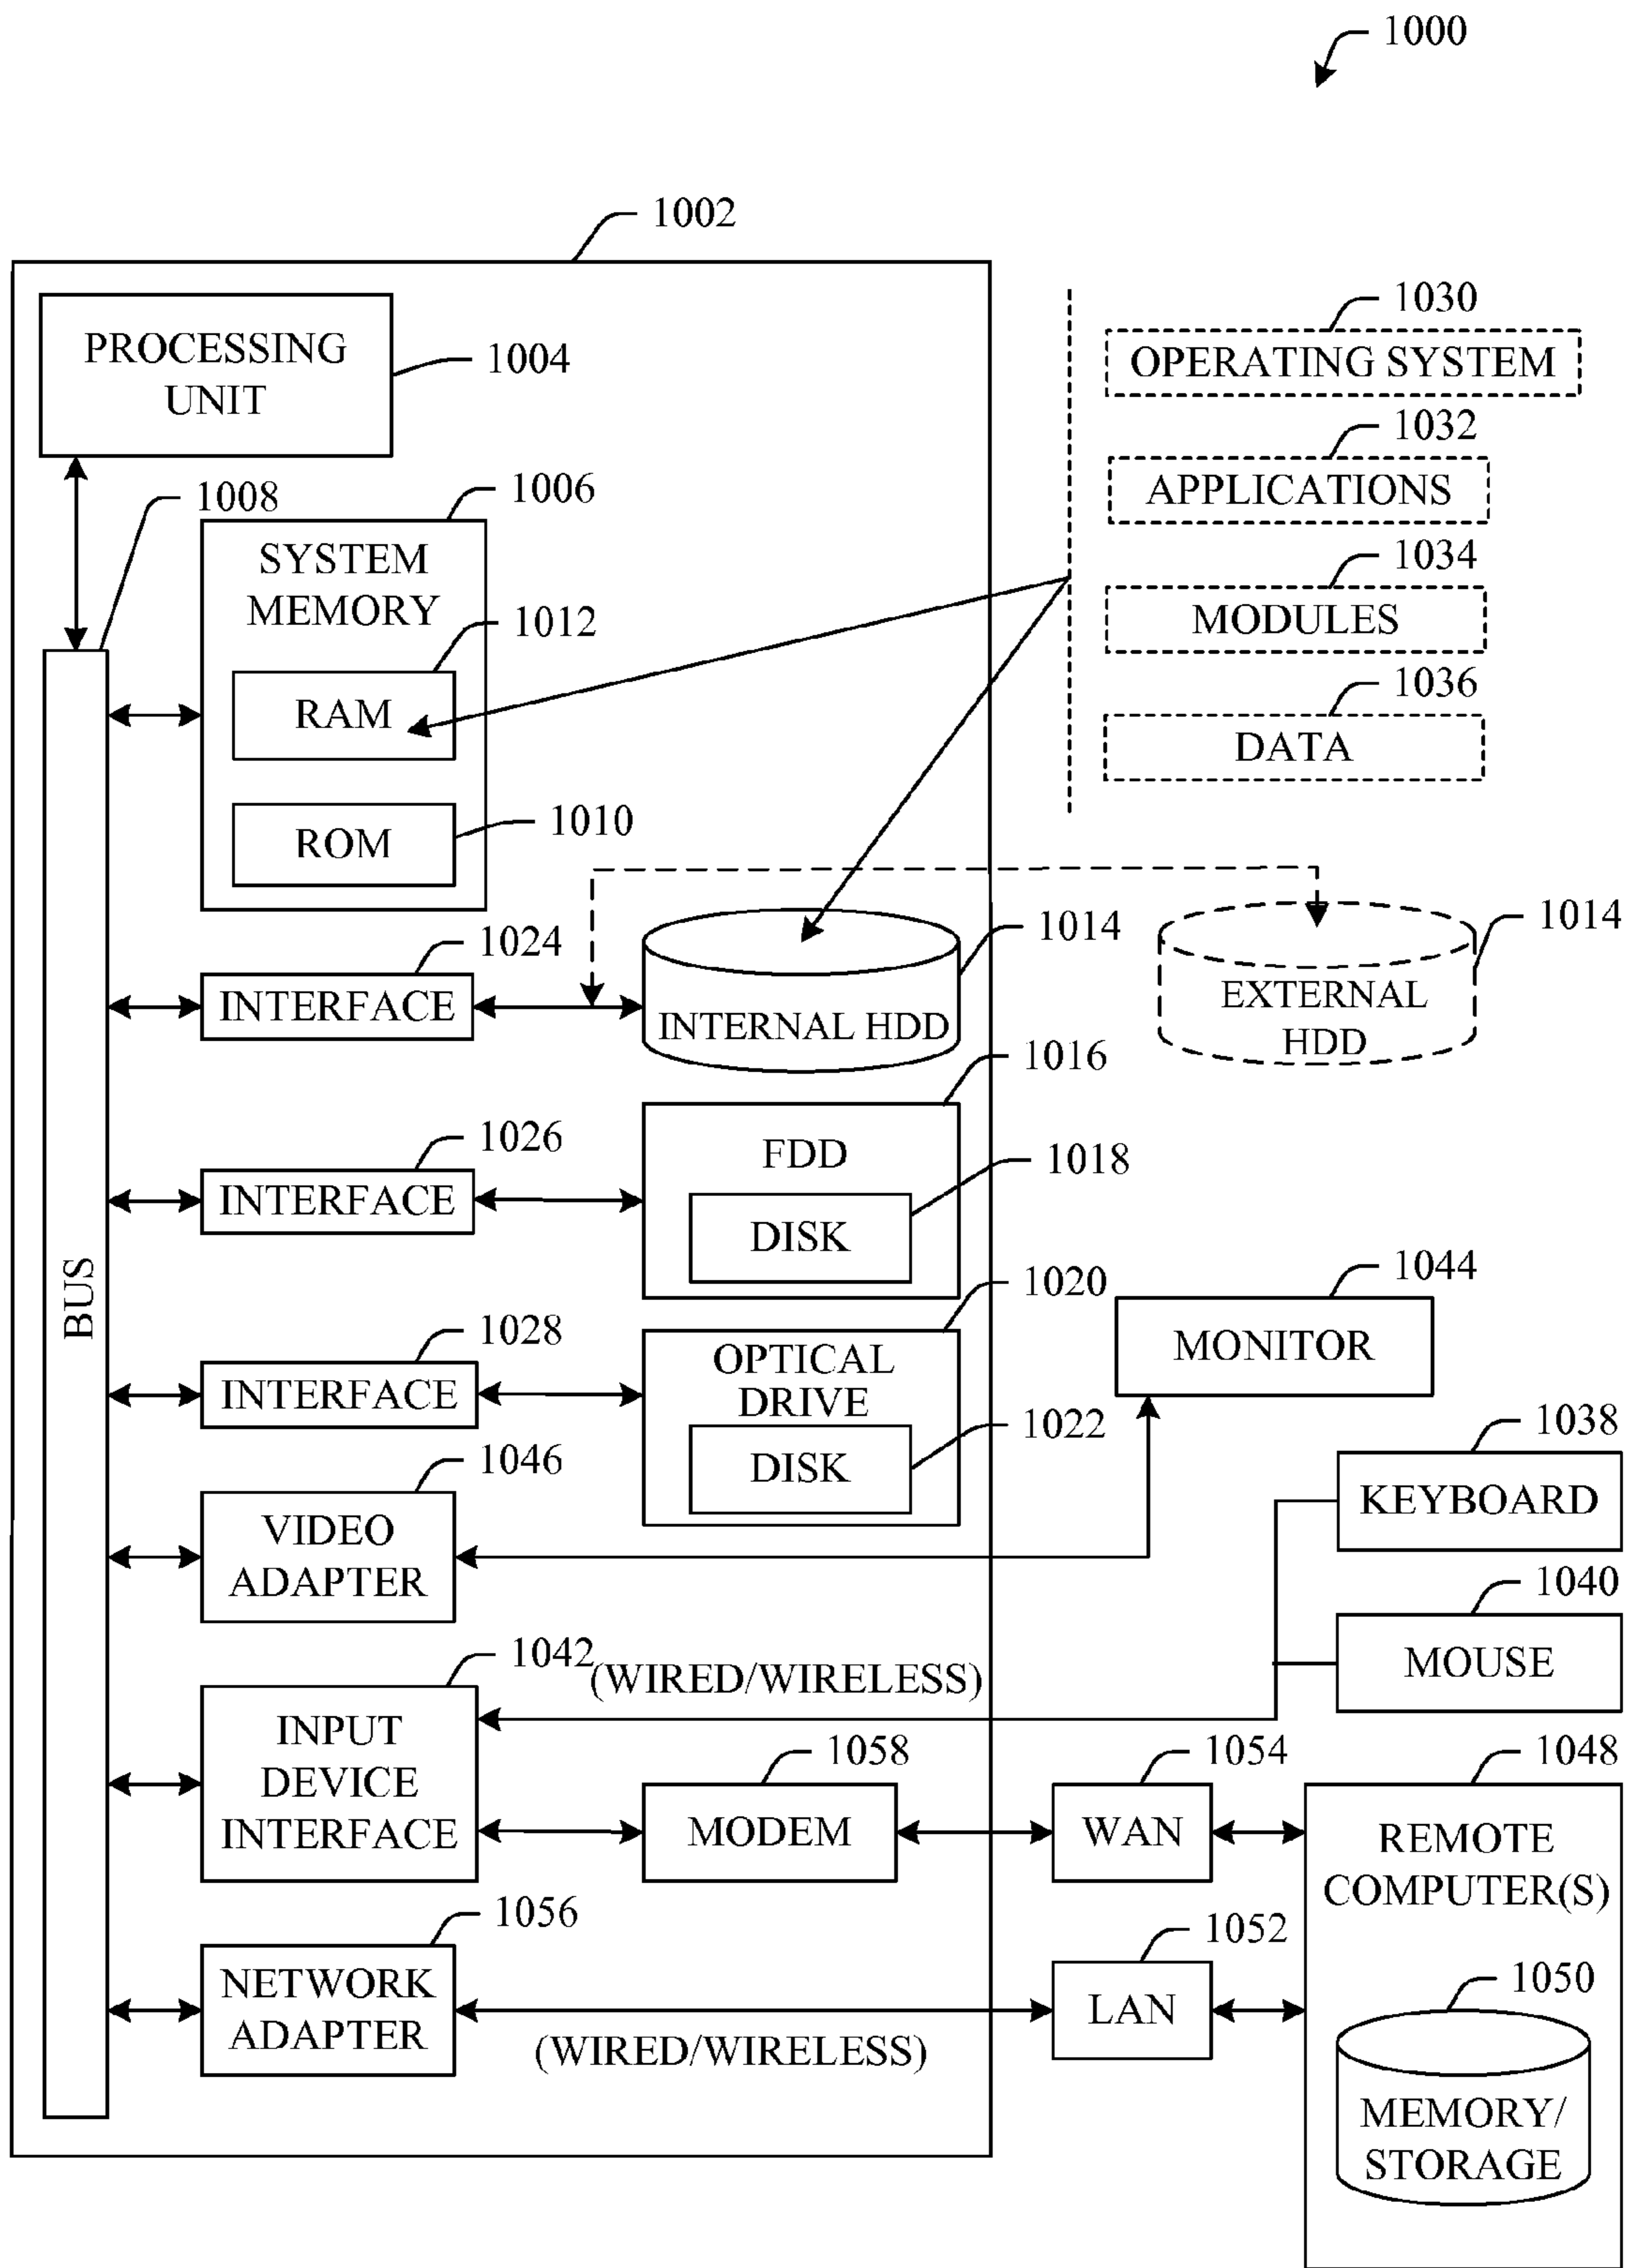 1000
1002
PROCESSING
UNIT
1004
1030
OPERATING SYSTEM
1032
APPLICATIONS
1034
MODULES
1036
DATA
1008
1006
SYSTEM
MEMORY
1012
RAM
1010
ROM
1024
INTERFACE
1014
INTERNAL HDD
1014
EXTERNAL
HDD
1016
FDD
1018
DISK
1026
INTERFACE
BUS
1020
OPTICAL
DRIVE
1022
DISK
1028
INTERFACE
1044
MONITOR
1046
VIDEO
ADAPTER
1038
KEYBOARD
1040
MOUSE
1042
(WIRED/WIRELESS)
INPUT
DEVICE
INTERFACE
1058
MODEM
1054
WAN
1048
REMOTE
COMPUTER(S)
1056
NETWORK
ADAPTER
(WIRED/WIRELESS)
1052
LAN
1050
MEMORY/
STORAGE